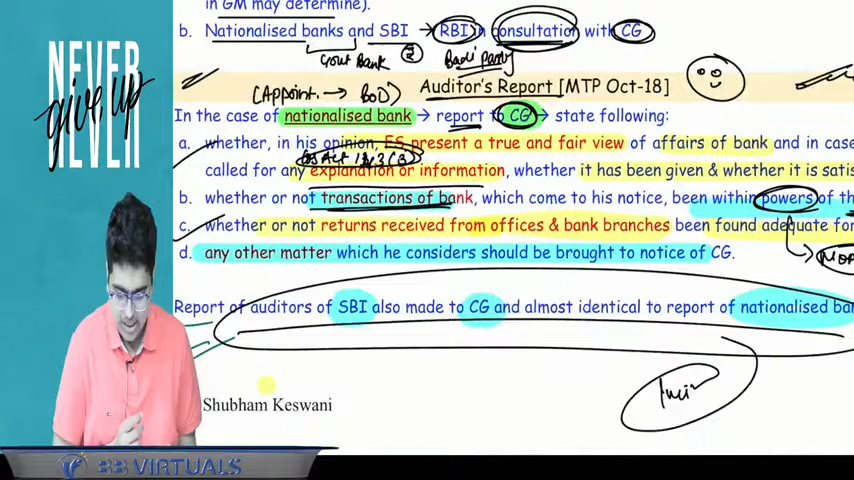 in GM may determine).
b. Nationalised banks and SBI → RBI in consultation with CG
Govt Bank
Badi party
NEVER
give up
NEVER
(Appoint. → BoD)
Auditor's Report [MTP Oct-18]
In the case of nationalised bank → report to CG → state following:
a. whether, in his opinion, FS present a true and fair view of affairs of bank and in case
called for any explanation or information, whether it has been given & whether it is satis
b. whether or not transactions of bank, which come to his notice, been within powers of th
c. whether or not returns received from offices & bank branches been found adequate for
d. any other matter which he considers should be brought to notice of CG.
Report of auditors of SBI also made to CG and almost identical to report of nationalised ban
Shubham Keswani
BB VIRTUALS